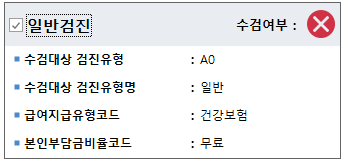 일반검진 수검여부 :
수검대상 검진유형 : A0
수검대상 검진유형명 : 일반
급여지급유형코드 : 건강보험
본인부담금비율코드 : 무료